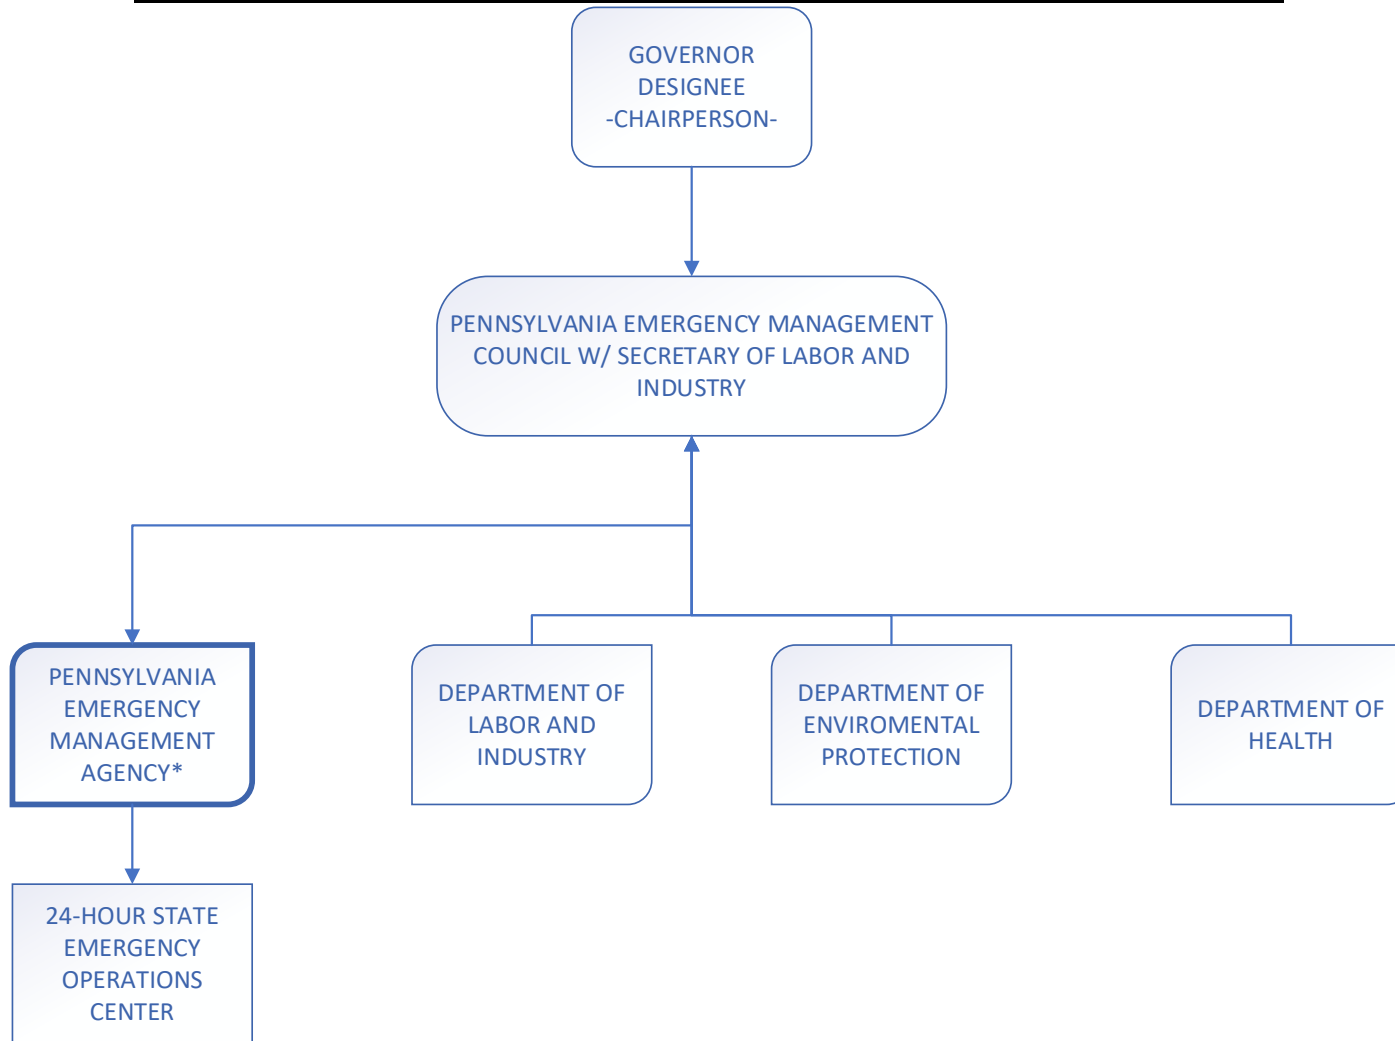 GOVERNOR
DESIGNEE
-CHAIRPERSON-
PENNSYLVANIA EMERGENCY MANAGEMENT
COUNCIL W/ SECRETARY OF LABOR AND
INDUSTRY
PENNSYLVANIA
EMERGENCY
MANAGEMENT
AGENCY*
DEPARTMENT OF
LABOR AND
INDUSTRY
DEPARTMENT OF
ENVIROMENTAL
PROTECTION
DEPARTMENT OF
HEALTH
24-HOUR STATE
EMERGENCY
OPERATIONS
CENTER